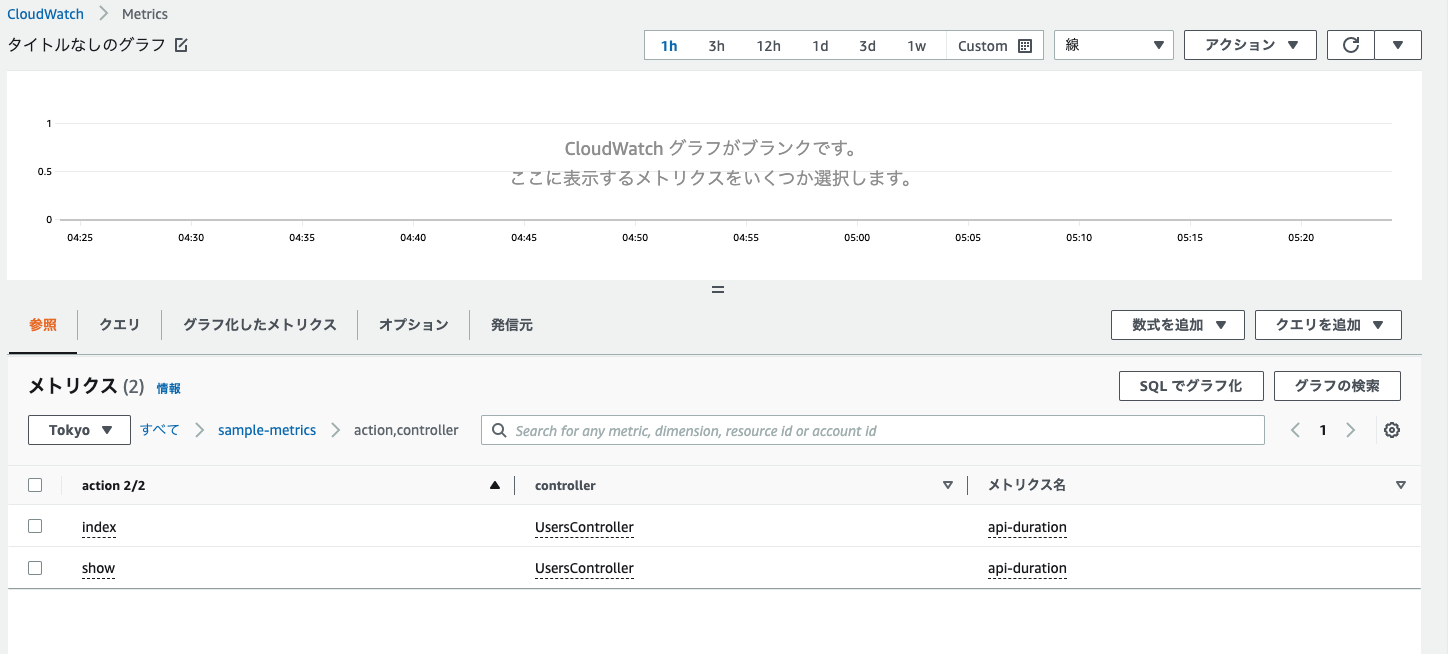 CloudWatch Metrics
タイトルなしのグラフ
1h 3h 12h 1d 3d 1w Custom 線 アクション
1
0.5
0
CloudWatch グラフがブランクです。
ここに表示するメトリクスをいくつか選択します。
04:25 04:30 04:35 04:40 04:45 04:50 04:55 05:00 05:05 05:10 05:15 05:20
参照 クエリ グラフ化したメトリクス オプション 発信元 数式を追加 クエリを追加
メトリクス (2) 情報 SQL でグラフ化 グラフの検索
Tokyo すべて sample-metrics action,controller Search for any metric, dimension, resource id or account id 1
action 2/2 controller メトリクス名
index UsersController api-duration
show UsersController api-duration